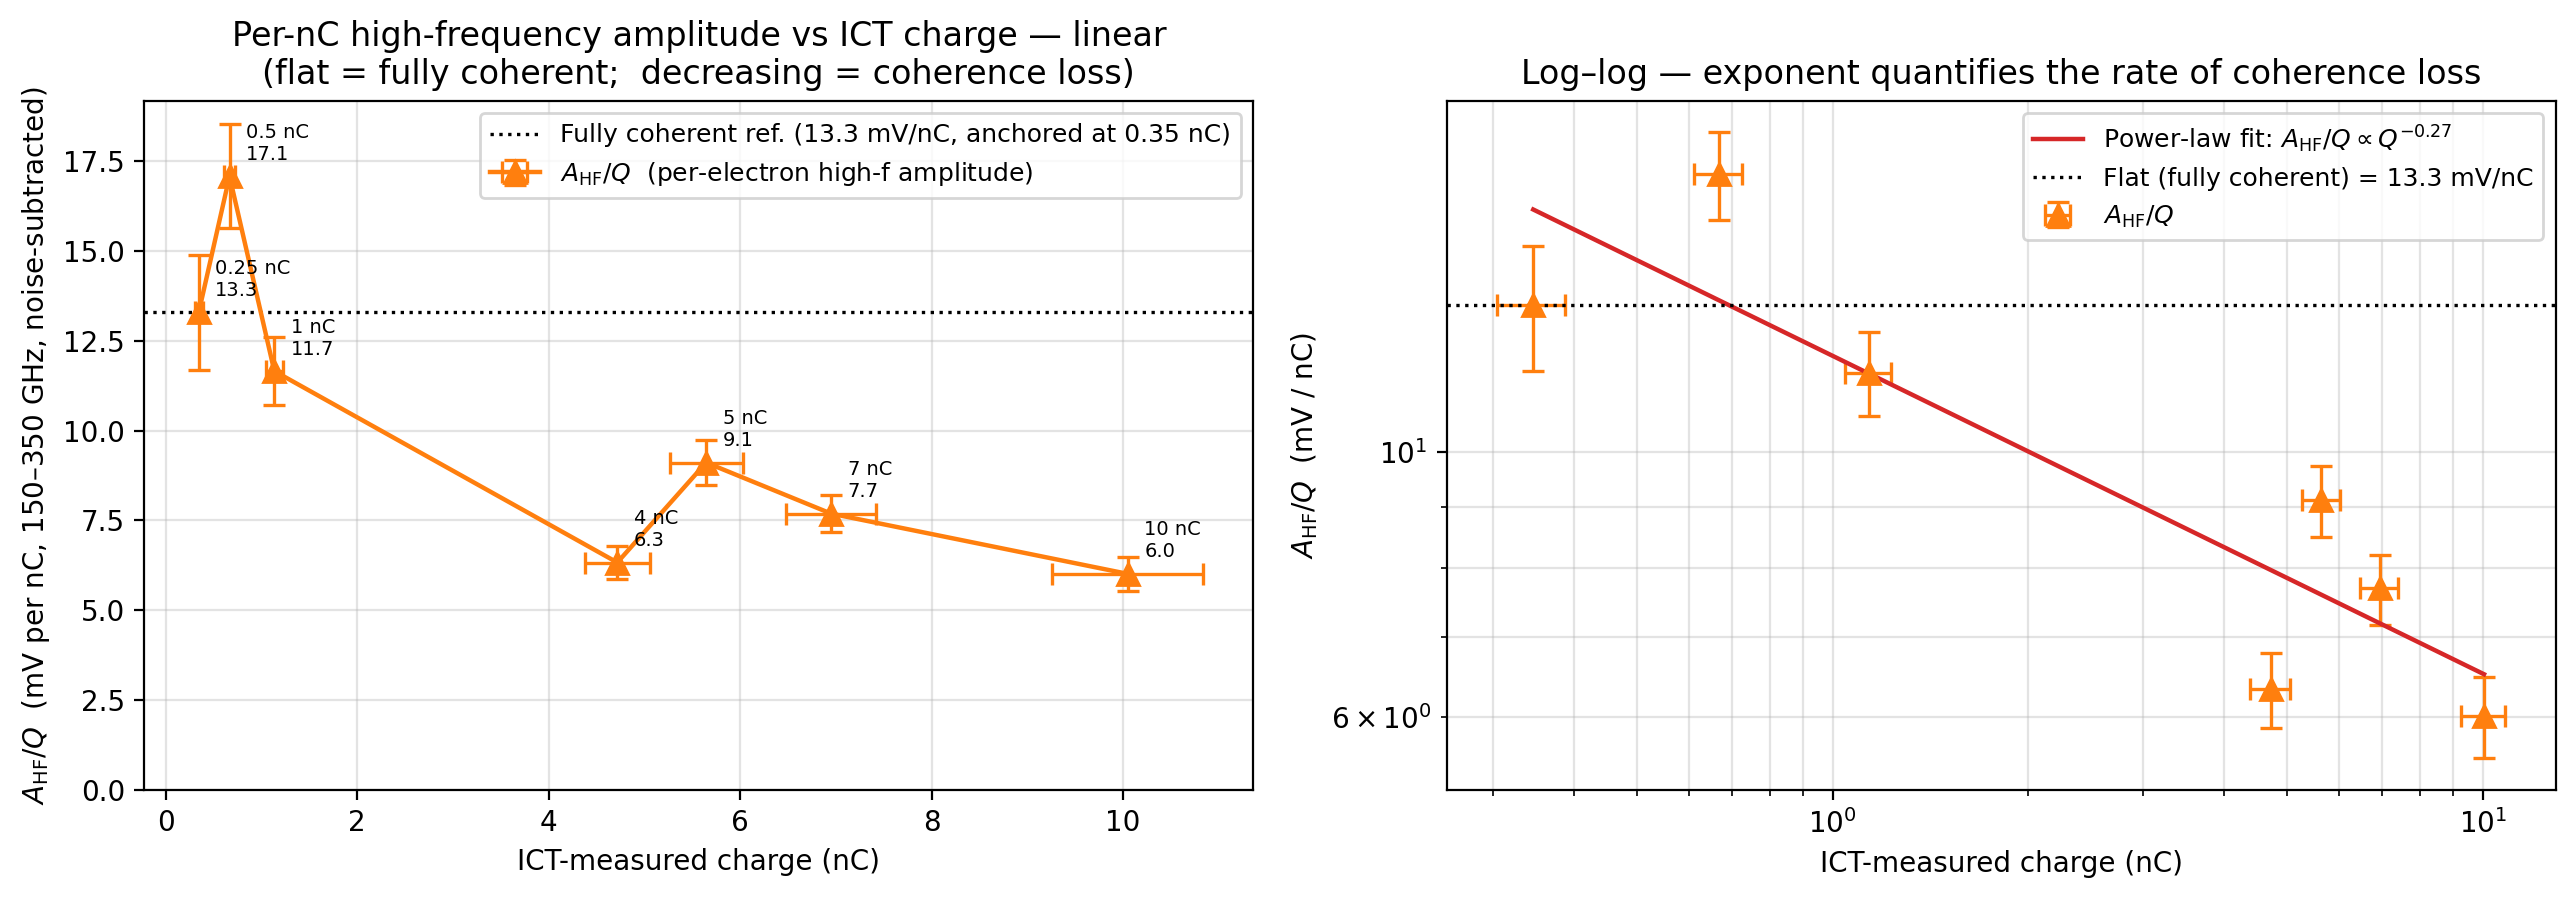 Per-nC high-frequency amplitude vs ICT charge — linear
(flat = fully coherent;  decreasing = coherence loss)
A_HF/Q  (mV per nC, 150–350 GHz, noise-subtracted)
17.5
15.0
12.5
10.0
7.5
5.0
2.5
0.0
Fully coherent ref. (13.3 mV/nC, anchored at 0.35 nC)
A_HF/Q  (per-electron high-f amplitude)
0.5 nC
17.1
0.25 nC
13.3
1 nC
11.7
4 nC
6.3
5 nC
9.1
7 nC
7.7
10 nC
6.0
0
2
4
6
8
10
ICT-measured charge (nC)
Log–log — exponent quantifies the rate of coherence loss
A_HF/Q  (mV / nC)
10^1
6 × 10^0
Power-law fit: A_HF/Q ∝ Q^−0.27
Flat (fully coherent) = 13.3 mV/nC
A_HF/Q
10^0
10^1
ICT-measured charge (nC)